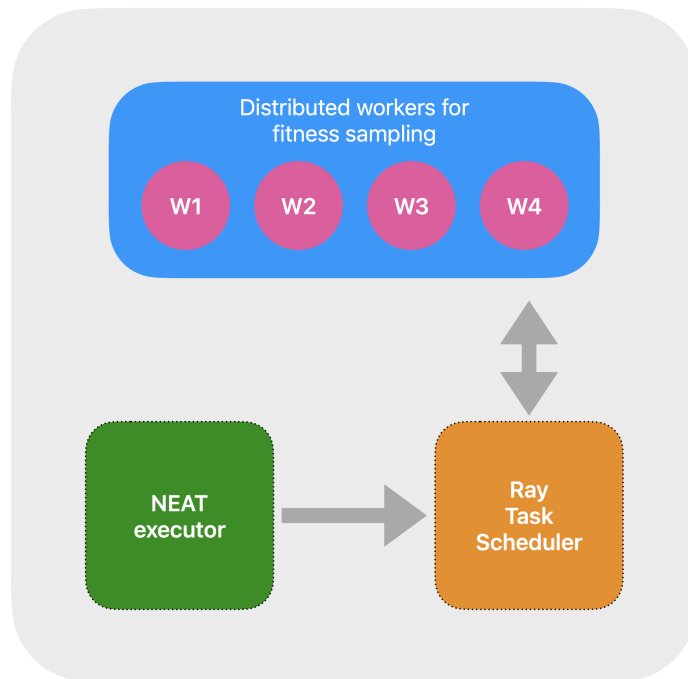 Distributed workers for
fitness sampling
W1 W2 W3 W4
NEAT
executor
Ray
Task
Scheduler